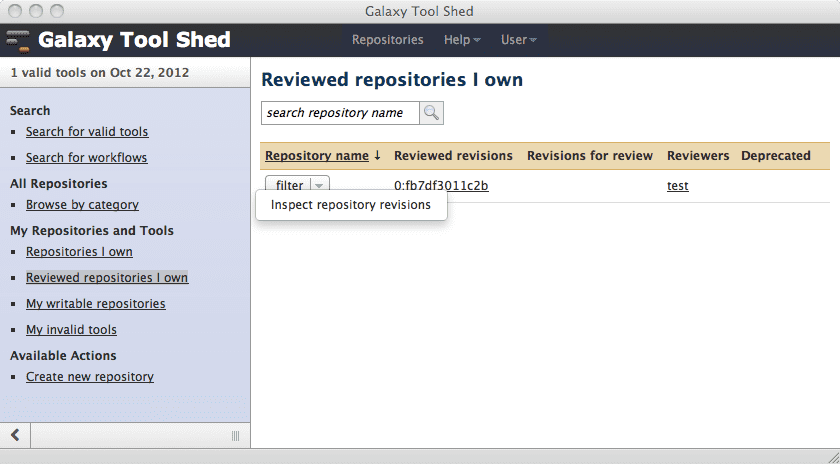 Galaxy Tool Shed
Galaxy Tool Shed
Repositories Help User
1 valid tools on Oct 22, 2012
Search
Search for valid tools
Search for workflows
All Repositories
Browse by category
My Repositories and Tools
Repositories I own
Reviewed repositories I own
My writable repositories
My invalid tools
Available Actions
Create new repository
Reviewed repositories I own
search repository name
Repository name ↓ Reviewed revisions Revisions for review Reviewers Deprecated
filter 0:fb7df3011c2b test
Inspect repository revisions